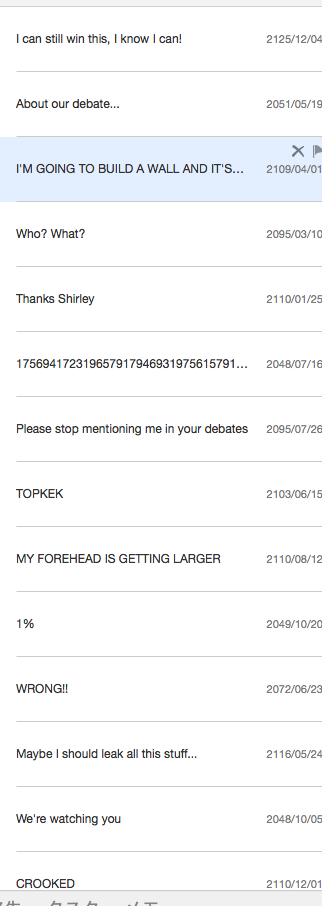 I can still win this, I know I can! 2125/12/04
About our debate... 2051/05/19
I'M GOING TO BUILD A WALL AND IT'S... 2109/04/01
Who? What? 2095/03/10
Thanks Shirley 2110/01/25
17569417231965791794693197561​5791... 2048/07/16
Please stop mentioning me in your debates 2095/07/26
TOPKEK 2103/06/15
MY FOREHEAD IS GETTING LARGER 2110/08/12
1% 2049/10/20
WRONG!! 2072/06/23
Maybe I should leak all this stuff... 2116/05/24
We're watching you 2048/10/05
CROOKED 2110/12/01